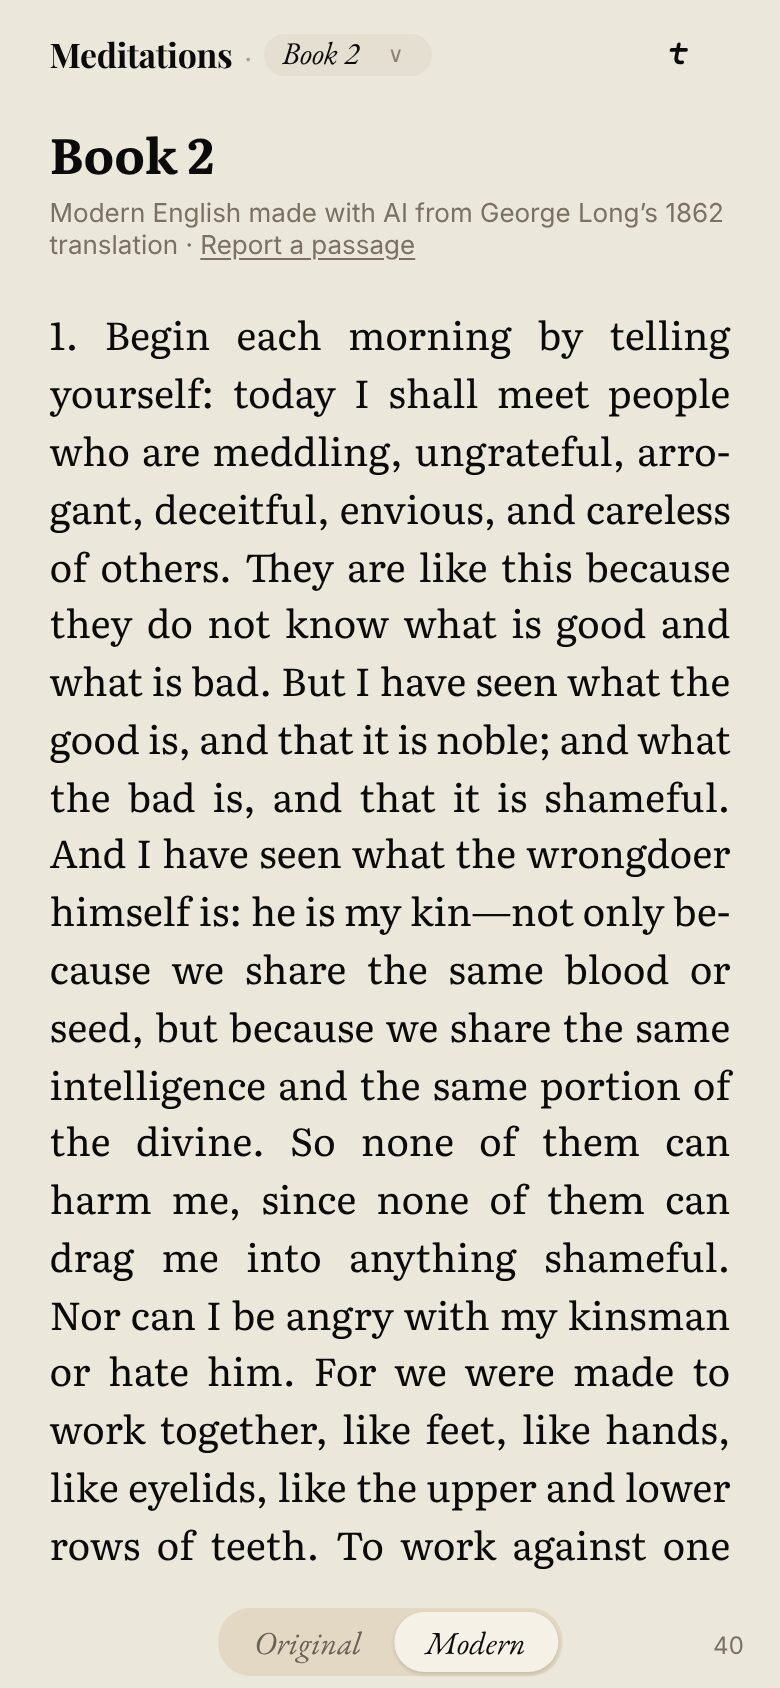 Meditations · Book 2 ∨ t
Book 2
Modern English made with AI from George Long’s 1862
translation · Report a passage
1. Begin each morning by telling
yourself: today I shall meet people
who are meddling, ungrateful, arro-
gant, deceitful, envious, and careless
of others. They are like this because
they do not know what is good and
what is bad. But I have seen what the
good is, and that it is noble; and what
the bad is, and that it is shameful.
And I have seen what the wrongdoer
himself is: he is my kin—not only be-
cause we share the same blood or
seed, but because we share the same
intelligence and the same portion of
the divine. So none of them can
harm me, since none of them can
drag me into anything shameful.
Nor can I be angry with my kinsman
or hate him. For we were made to
work together, like feet, like hands,
like eyelids, like the upper and lower
rows of teeth. To work against one
Original Modern 40